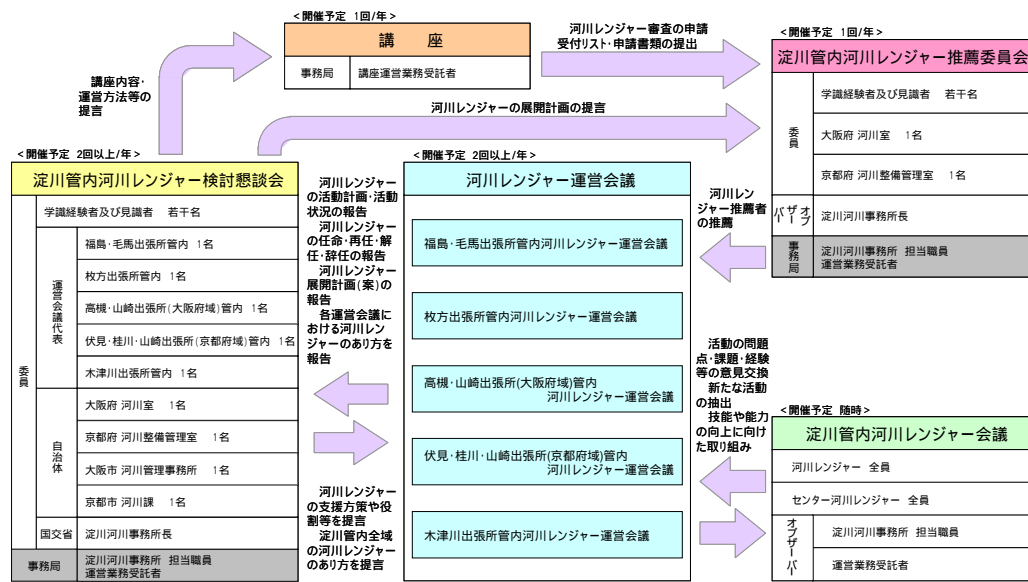 <開催予定 1回/年>
講　座
事務局　講座運営業務受託者
講座内容・
運営方法等の
提言
河川レンジャー審査の申請
受付リスト・申請書類の提出
河川レンジャーの展開計画の提言
<開催予定 1回/年>
淀川管内河川レンジャー推薦委員会
委員
学識経験者及び見識者　若干名
大阪府 河川室　1名
京都府 河川整備管理室　1名
オブザーバー
淀川河川事務所長
事務局
淀川河川事務所 担当職員
運営業務受託者
<開催予定 2回以上/年>
淀川管内河川レンジャー検討懇談会
委員
学識経験者及び見識者　若干名
運営会議代表
福島・毛馬出張所管内 1名
枚方出張所管内 1名
高槻・山崎出張所(大阪府域)管内 1名
伏見・桂川・山崎出張所(京都府域)管内 1名
木津川出張所管内 1名
自治体
大阪府 河川室　1名
京都府 河川整備管理室　1名
大阪市 河川管理事務所　1名
京都市 河川課　1名
国交省　淀川河川事務所長
事務局
淀川河川事務所 担当職員
運営業務受託者
河川レンジャー
の活動計画・活動
状況の報告
河川レンジャー
の任命・再任・解
任・辞任の報告
河川レンジャー
展開計画(案)の
報告
各運営会議に
おける河川レン
ジャーのあり方を
報告
河川レンジャー
の支援方策や役
割等を提言
淀川管内全域
の河川レンジャー
のあり方を提言
<開催予定 2回以上/年>
河川レンジャー運営会議
福島・毛馬出張所管内河川レンジャー運営会議
枚方出張所管内河川レンジャー運営会議
高槻・山崎出張所(大阪府域)管内
河川レンジャー運営会議
伏見・桂川・山崎出張所(京都府域)管内
河川レンジャー運営会議
木津川出張所管内河川レンジャー運営会議
河川レン
ジャー推薦者
の推薦
活動の問題
点・課題・経験
等の意見交換
新たな活動
の抽出
技能や能力
の向上に向け
た取り組み
<開催予定 随時>
淀川管内河川レンジャー会議
河川レンジャー 全員
センター河川レンジャー 全員
オブザーバー
淀川河川事務所 担当職員
運営業務受託者